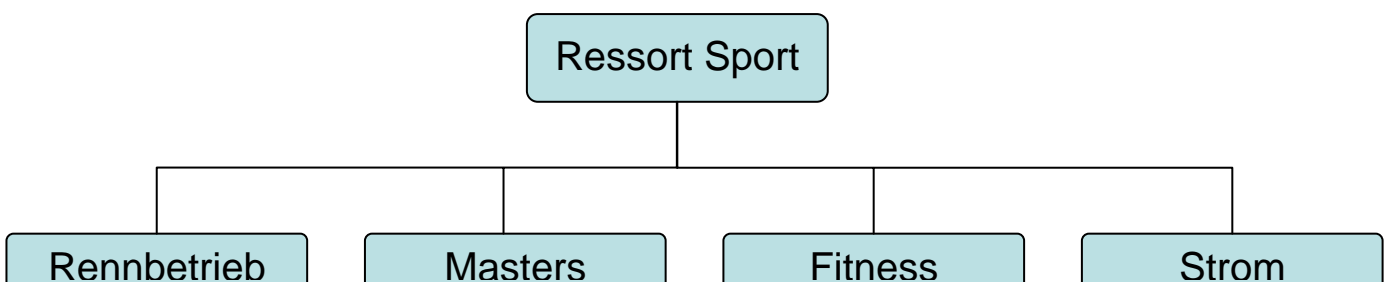 Ressort Sport
Rennbetrieb
Masters
Fitness
Strom